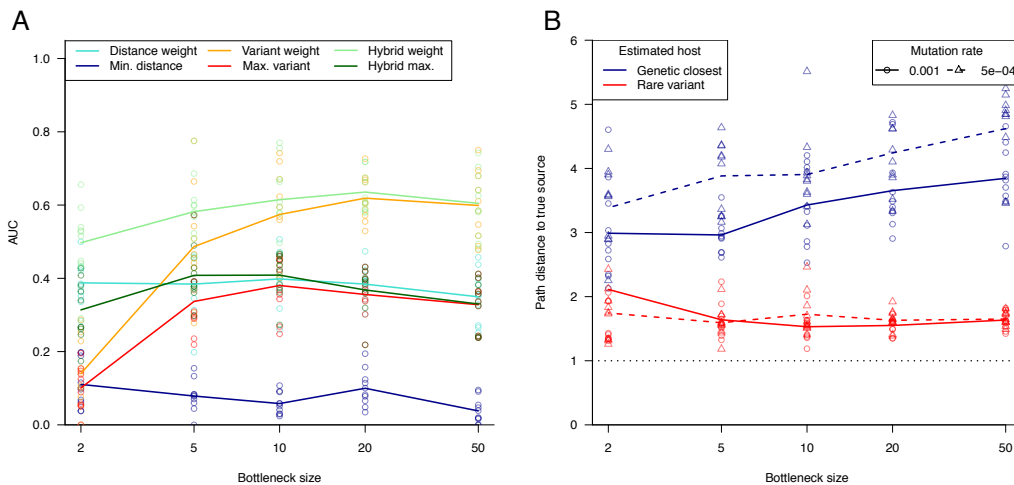 A
Distance weight
Variant weight
Hybrid weight
Min. distance
Max. variant
Hybrid max.
AUC
1.0
0.8
0.6
0.4
0.2
0.0
2
5
10
20
50
Bottleneck size
B
Estimated host
Genetic closest
Rare variant
Mutation rate
0.001
5e−04
Path distance to true source
6
5
4
3
2
1
0
2
5
10
20
50
Bottleneck size